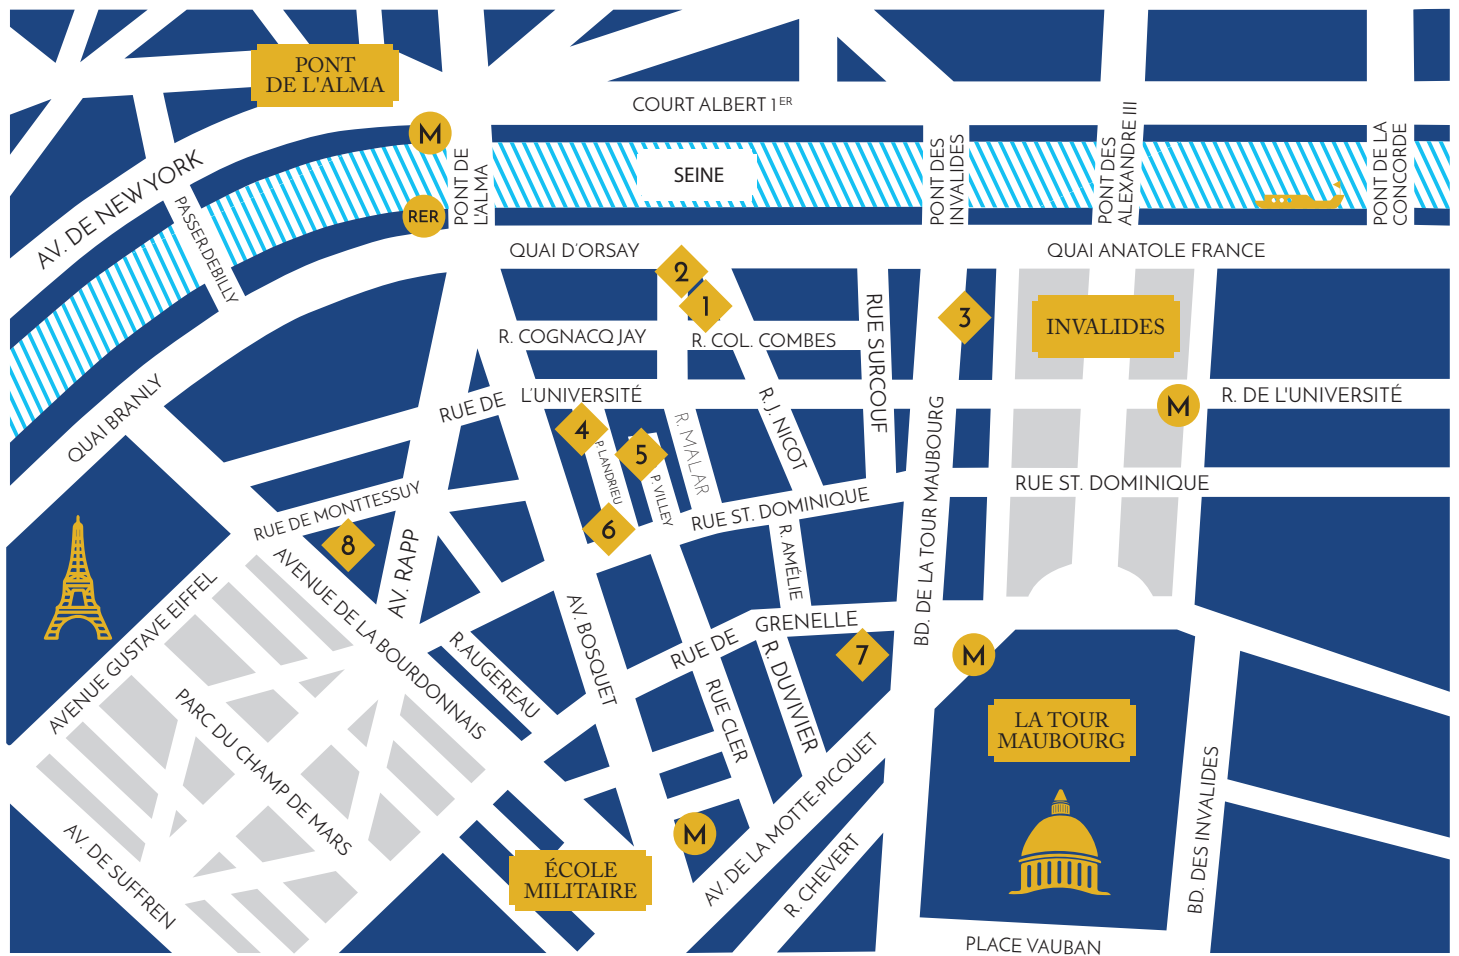 PONT
DE L'ALMA
COURT ALBERT 1ER
M
AV. DE NEW YORK
PASSER.DEBILLY
RER
PONT DE
L'ALMA
SEINE
PONT DES
INVALIDES
PONT DES
ALEXANDRE III
PONT DE LA
CONCORDE
QUAI D'ORSAY
QUAI ANATOLE FRANCE
2
1
3
INVALIDES
R. COGNACQ JAY
R. COL. COMBES
RUE SURCOUF
QUAI BRANLY
RUE DE
L'UNIVERSITÉ
R. DE L'UNIVERSITÉ
M
R. J. NICOT
R. MALAR
4
5
P. LANDRIEU
P. VILLEY
6
BD. DE LA TOUR MAUBOURG
RUE ST. DOMINIQUE
RUE ST. DOMINIQUE
RUE DE MONTTESSUY
8
AV. RAPP
R. AMÉLIE
AVENUE DE LA BOURDONNAIS
AVENUE GUSTAVE EIFFEL
AV. BOSQUET
R.AUGEREAU
RUE DE
GRENELLE
7
M
R. DUVIVIER
RUE CLER
PARC DU CHAMP DE MARS
LA TOUR
MAUBOURG
AV. DE LA MOTTE-PICQUET
M
R. CHEVERT
BD. DES INVALIDES
AV. DE SUFFREN
ÉCOLE
MILITAIRE
PLACE VAUBAN